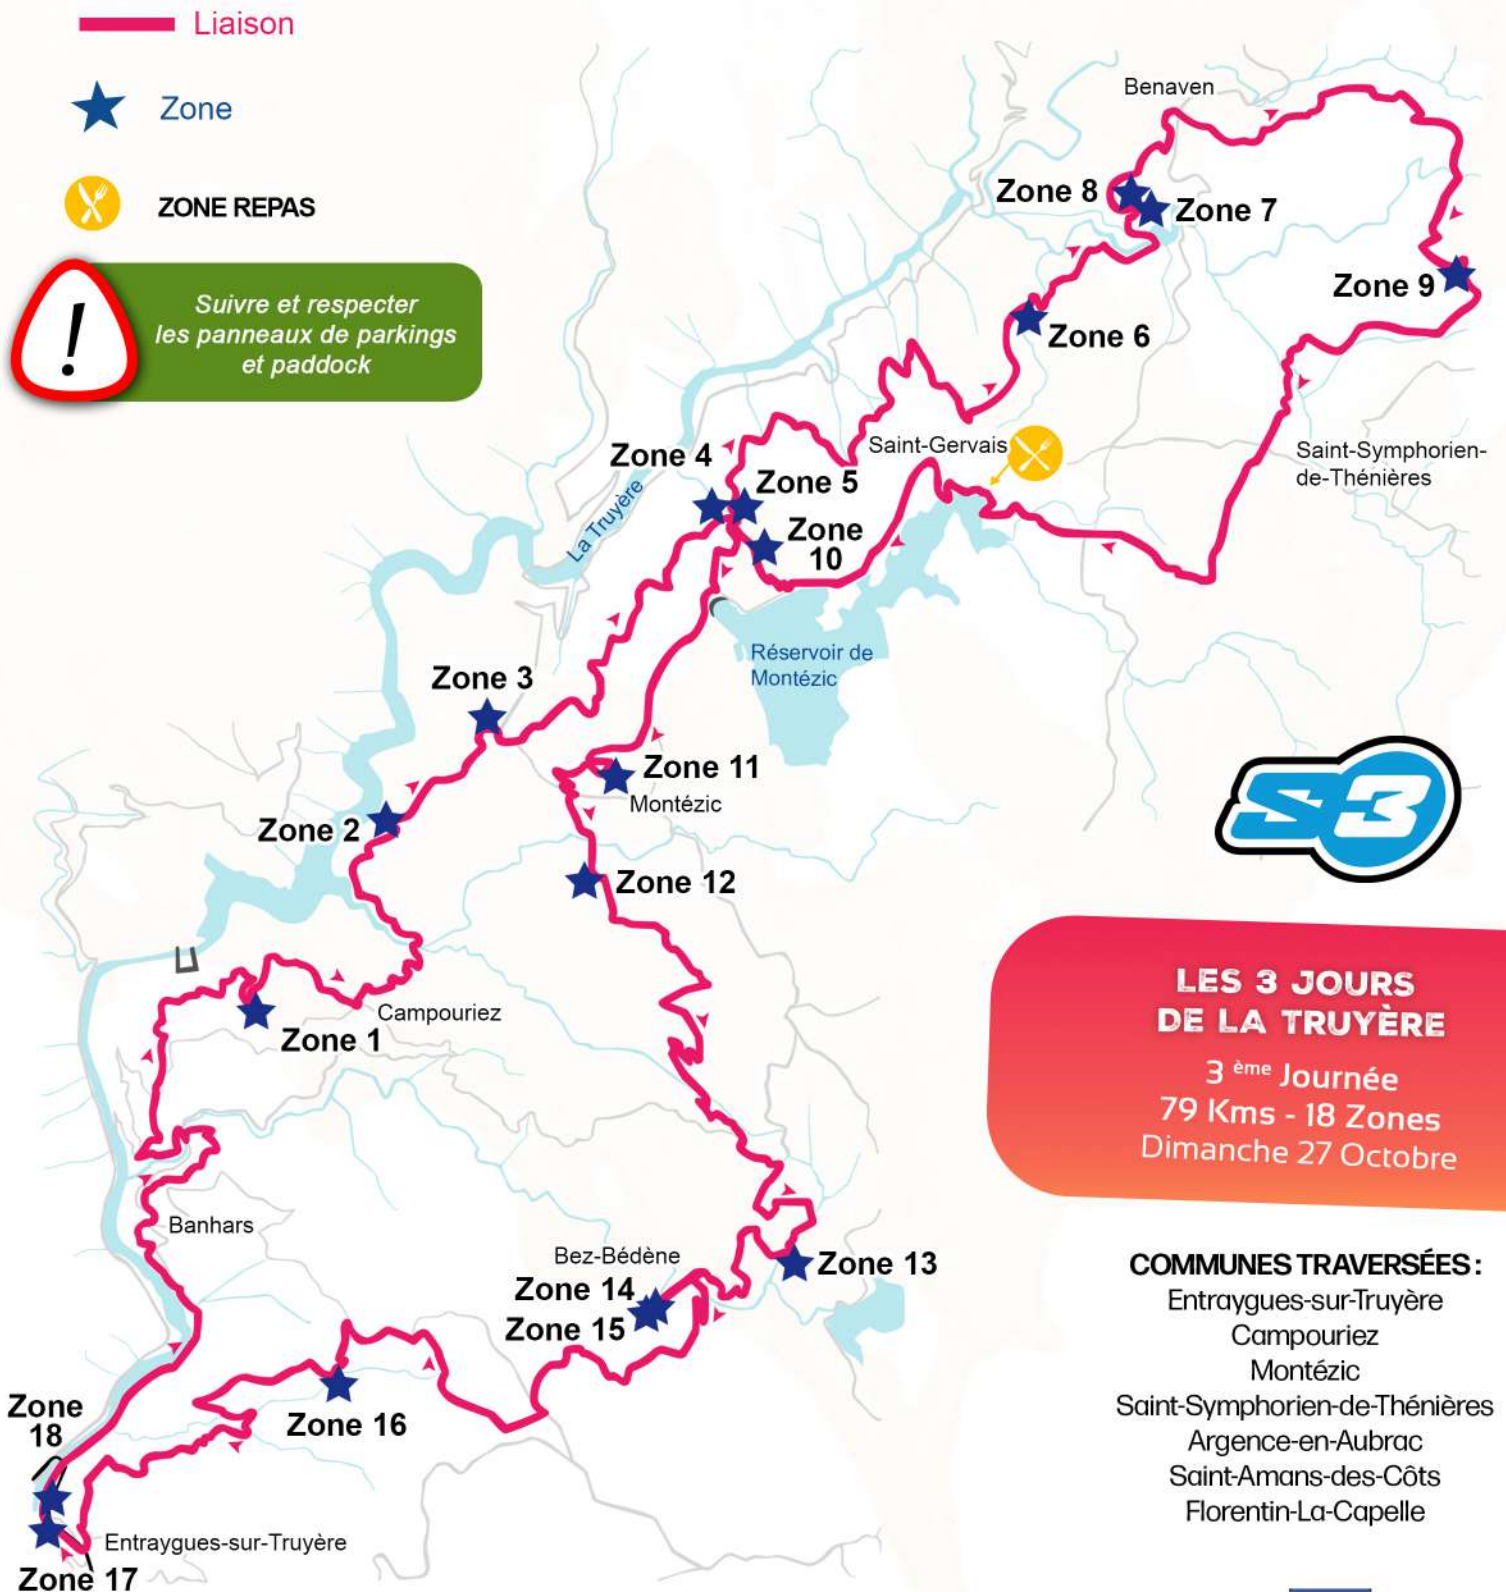 Liaison
Zone
ZONE REPAS
!
Suivre et respecter
les panneaux de parkings
et paddock
Benaven
Zone 8
Zone 7
Zone 9
Zone 6
Saint-Gervais
Saint-Symphorien-
de-Thénières
Zone 4
Zone 5
Zone
10
La Truyère
Réservoir de
Montézic
Zone 3
Zone 11
Montézic
Zone 2
Zone 12
S3
Campouriez
Zone 1
LES 3 JOURS
DE LA TRUYÈRE
3 ème Journée
79 Kms - 18 Zones
Dimanche 27 Octobre
Banhars
Bez-Bédène
Zone 13
Zone 14
Zone 15
Zone 16
Zone
18
Entraygues-sur-Truyère
Zone 17
COMMUNES TRAVERSÉES :
Entraygues-sur-Truyère
Campouriez
Montézic
Saint-Symphorien-de-Thénières
Argence-en-Aubrac
Saint-Amans-des-Côts
Florentin-La-Capelle